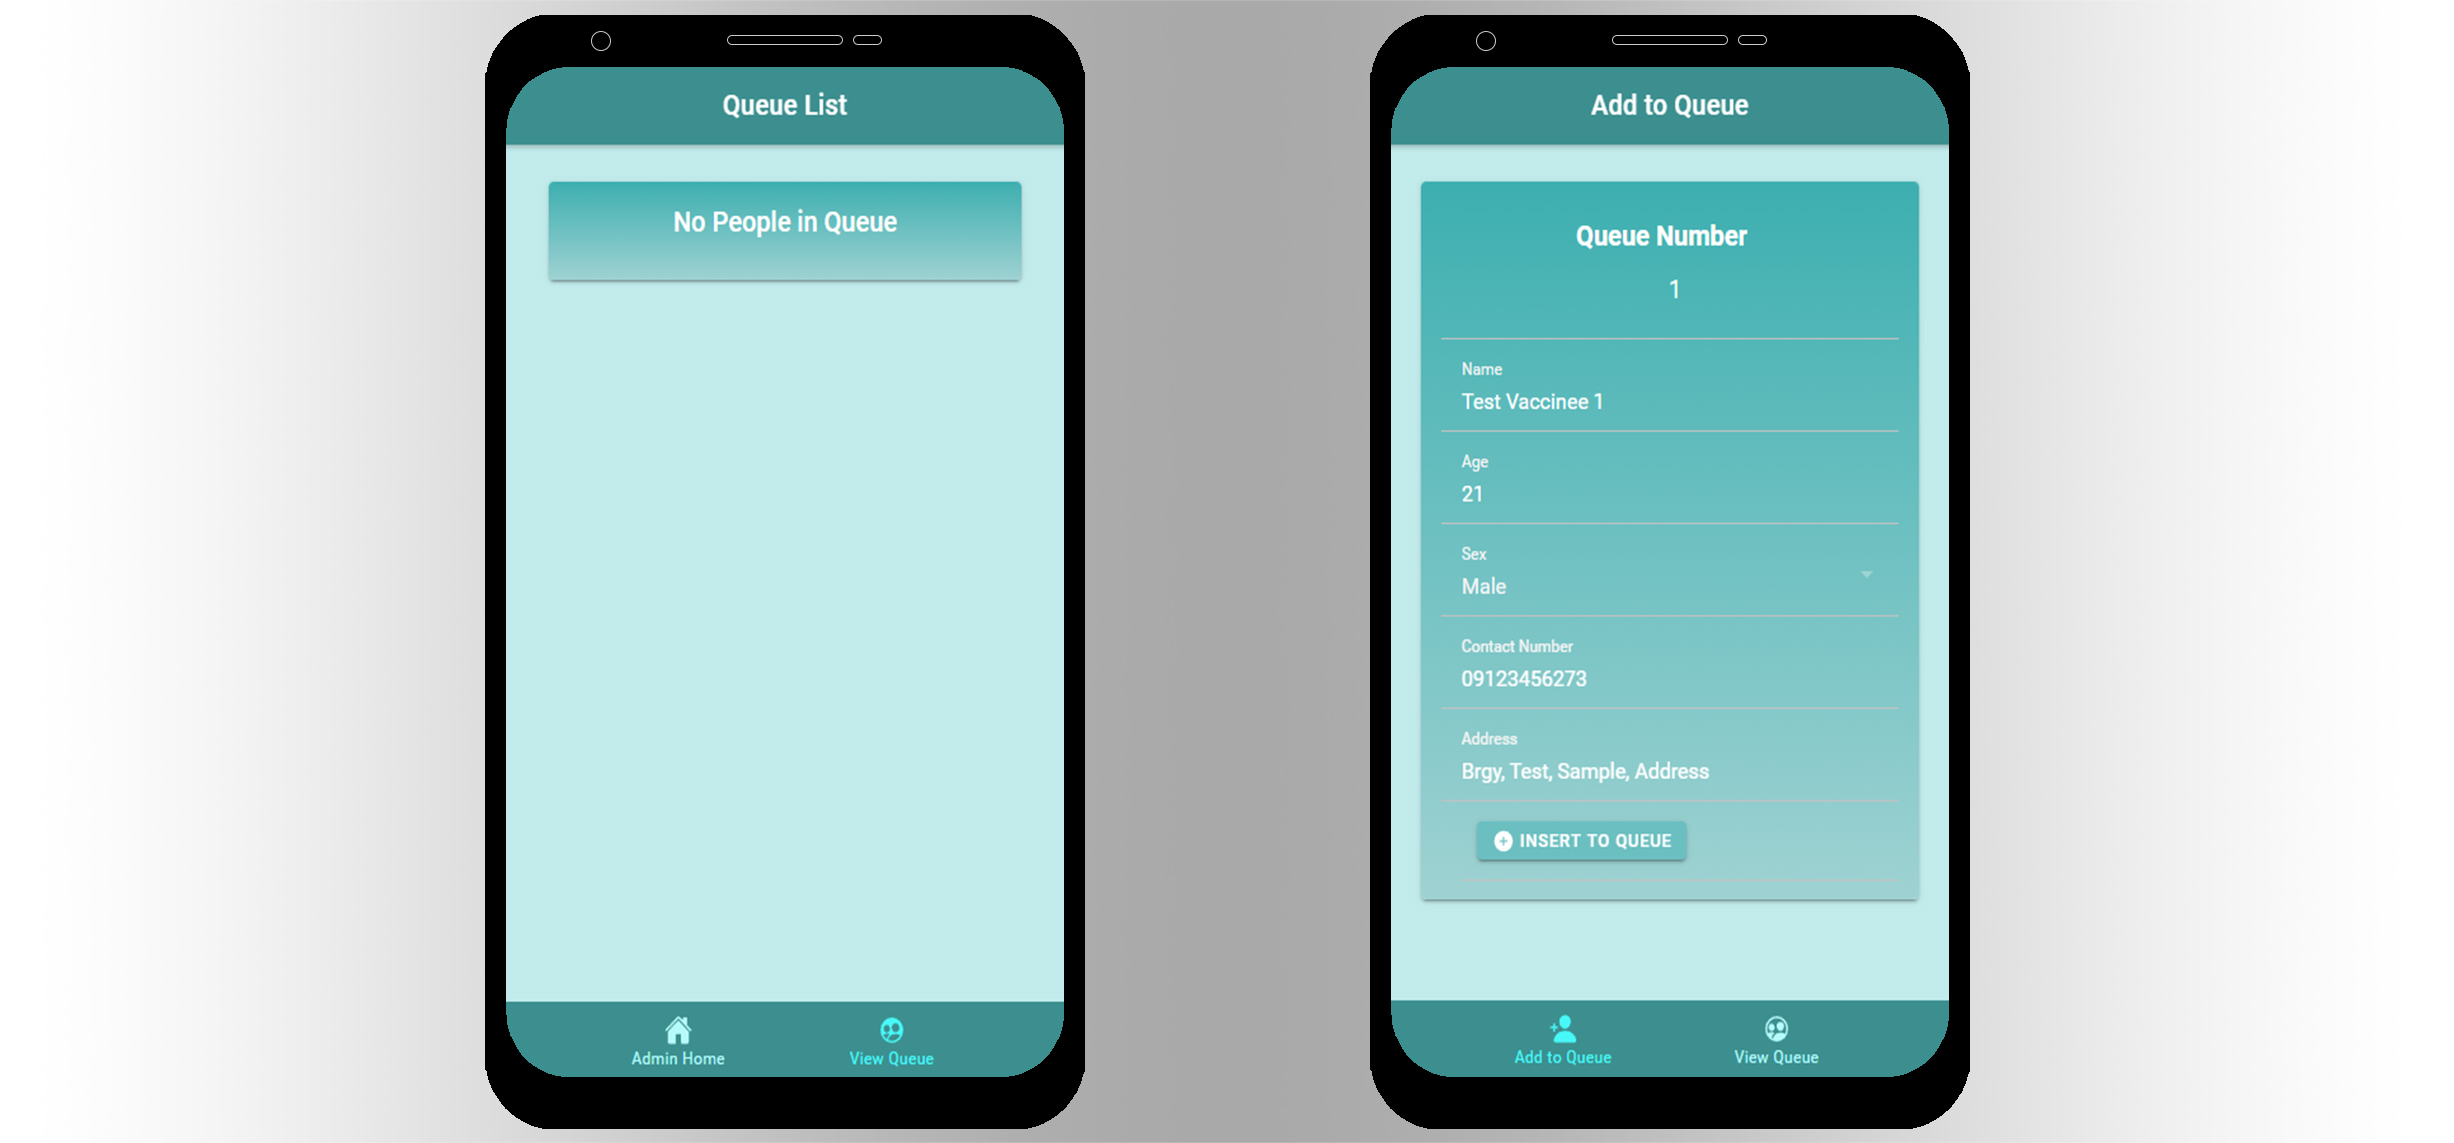 Queue List
No People in Queue
Admin Home
View Queue
Add to Queue
Queue Number
1
Name
Test Vaccinee 1
Age
21
Sex
Male
Contact Number
09123456273
Address
Brgy, Test, Sample, Address
INSERT TO QUEUE
Add to Queue
View Queue